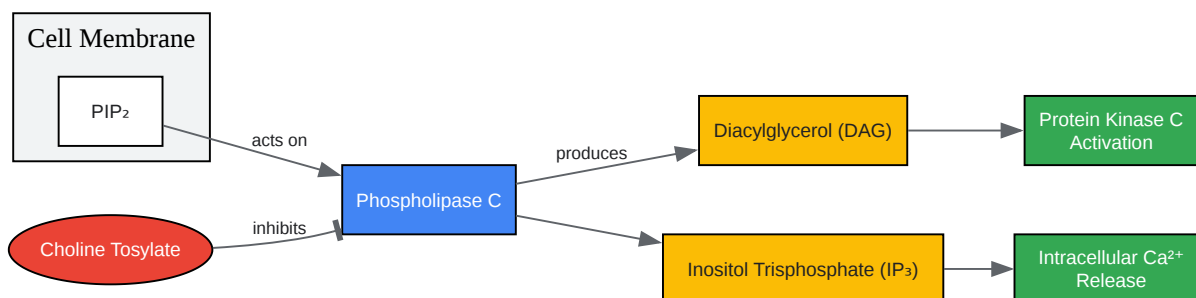 Cell Membrane
PIP₂
acts on
Choline Tosylate
inhibits
Phospholipase C
produces
Diacylglycerol (DAG)
Protein Kinase C
Activation
Inositol Trisphosphate (IP₃)
Intracellular Ca²⁺
Release